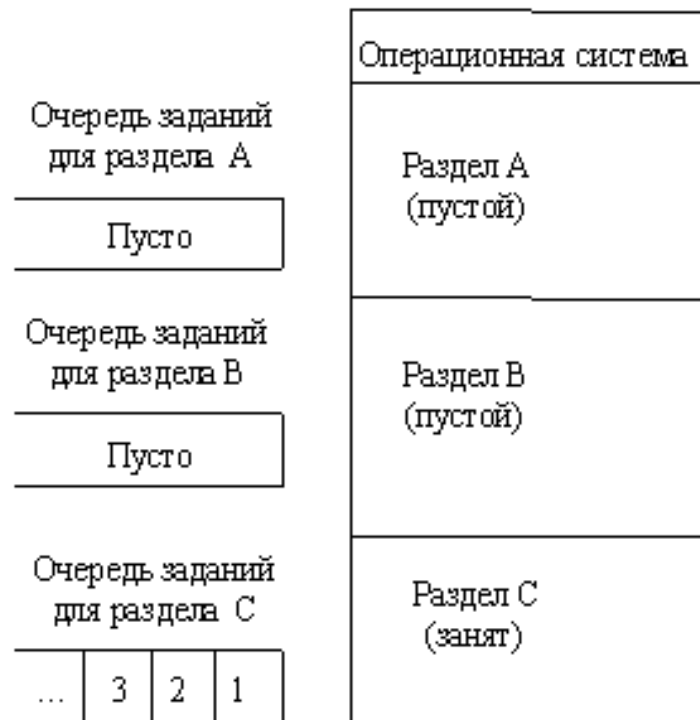 Операционная система
Очередь заданий
для раздела А
Пусто
Раздел А
(пустой)
Очередь заданий
для раздела В
Пусто
Раздел В
(пустой)
Очередь заданий
для раздела С
... 3 2 1
Раздел С
(занят)